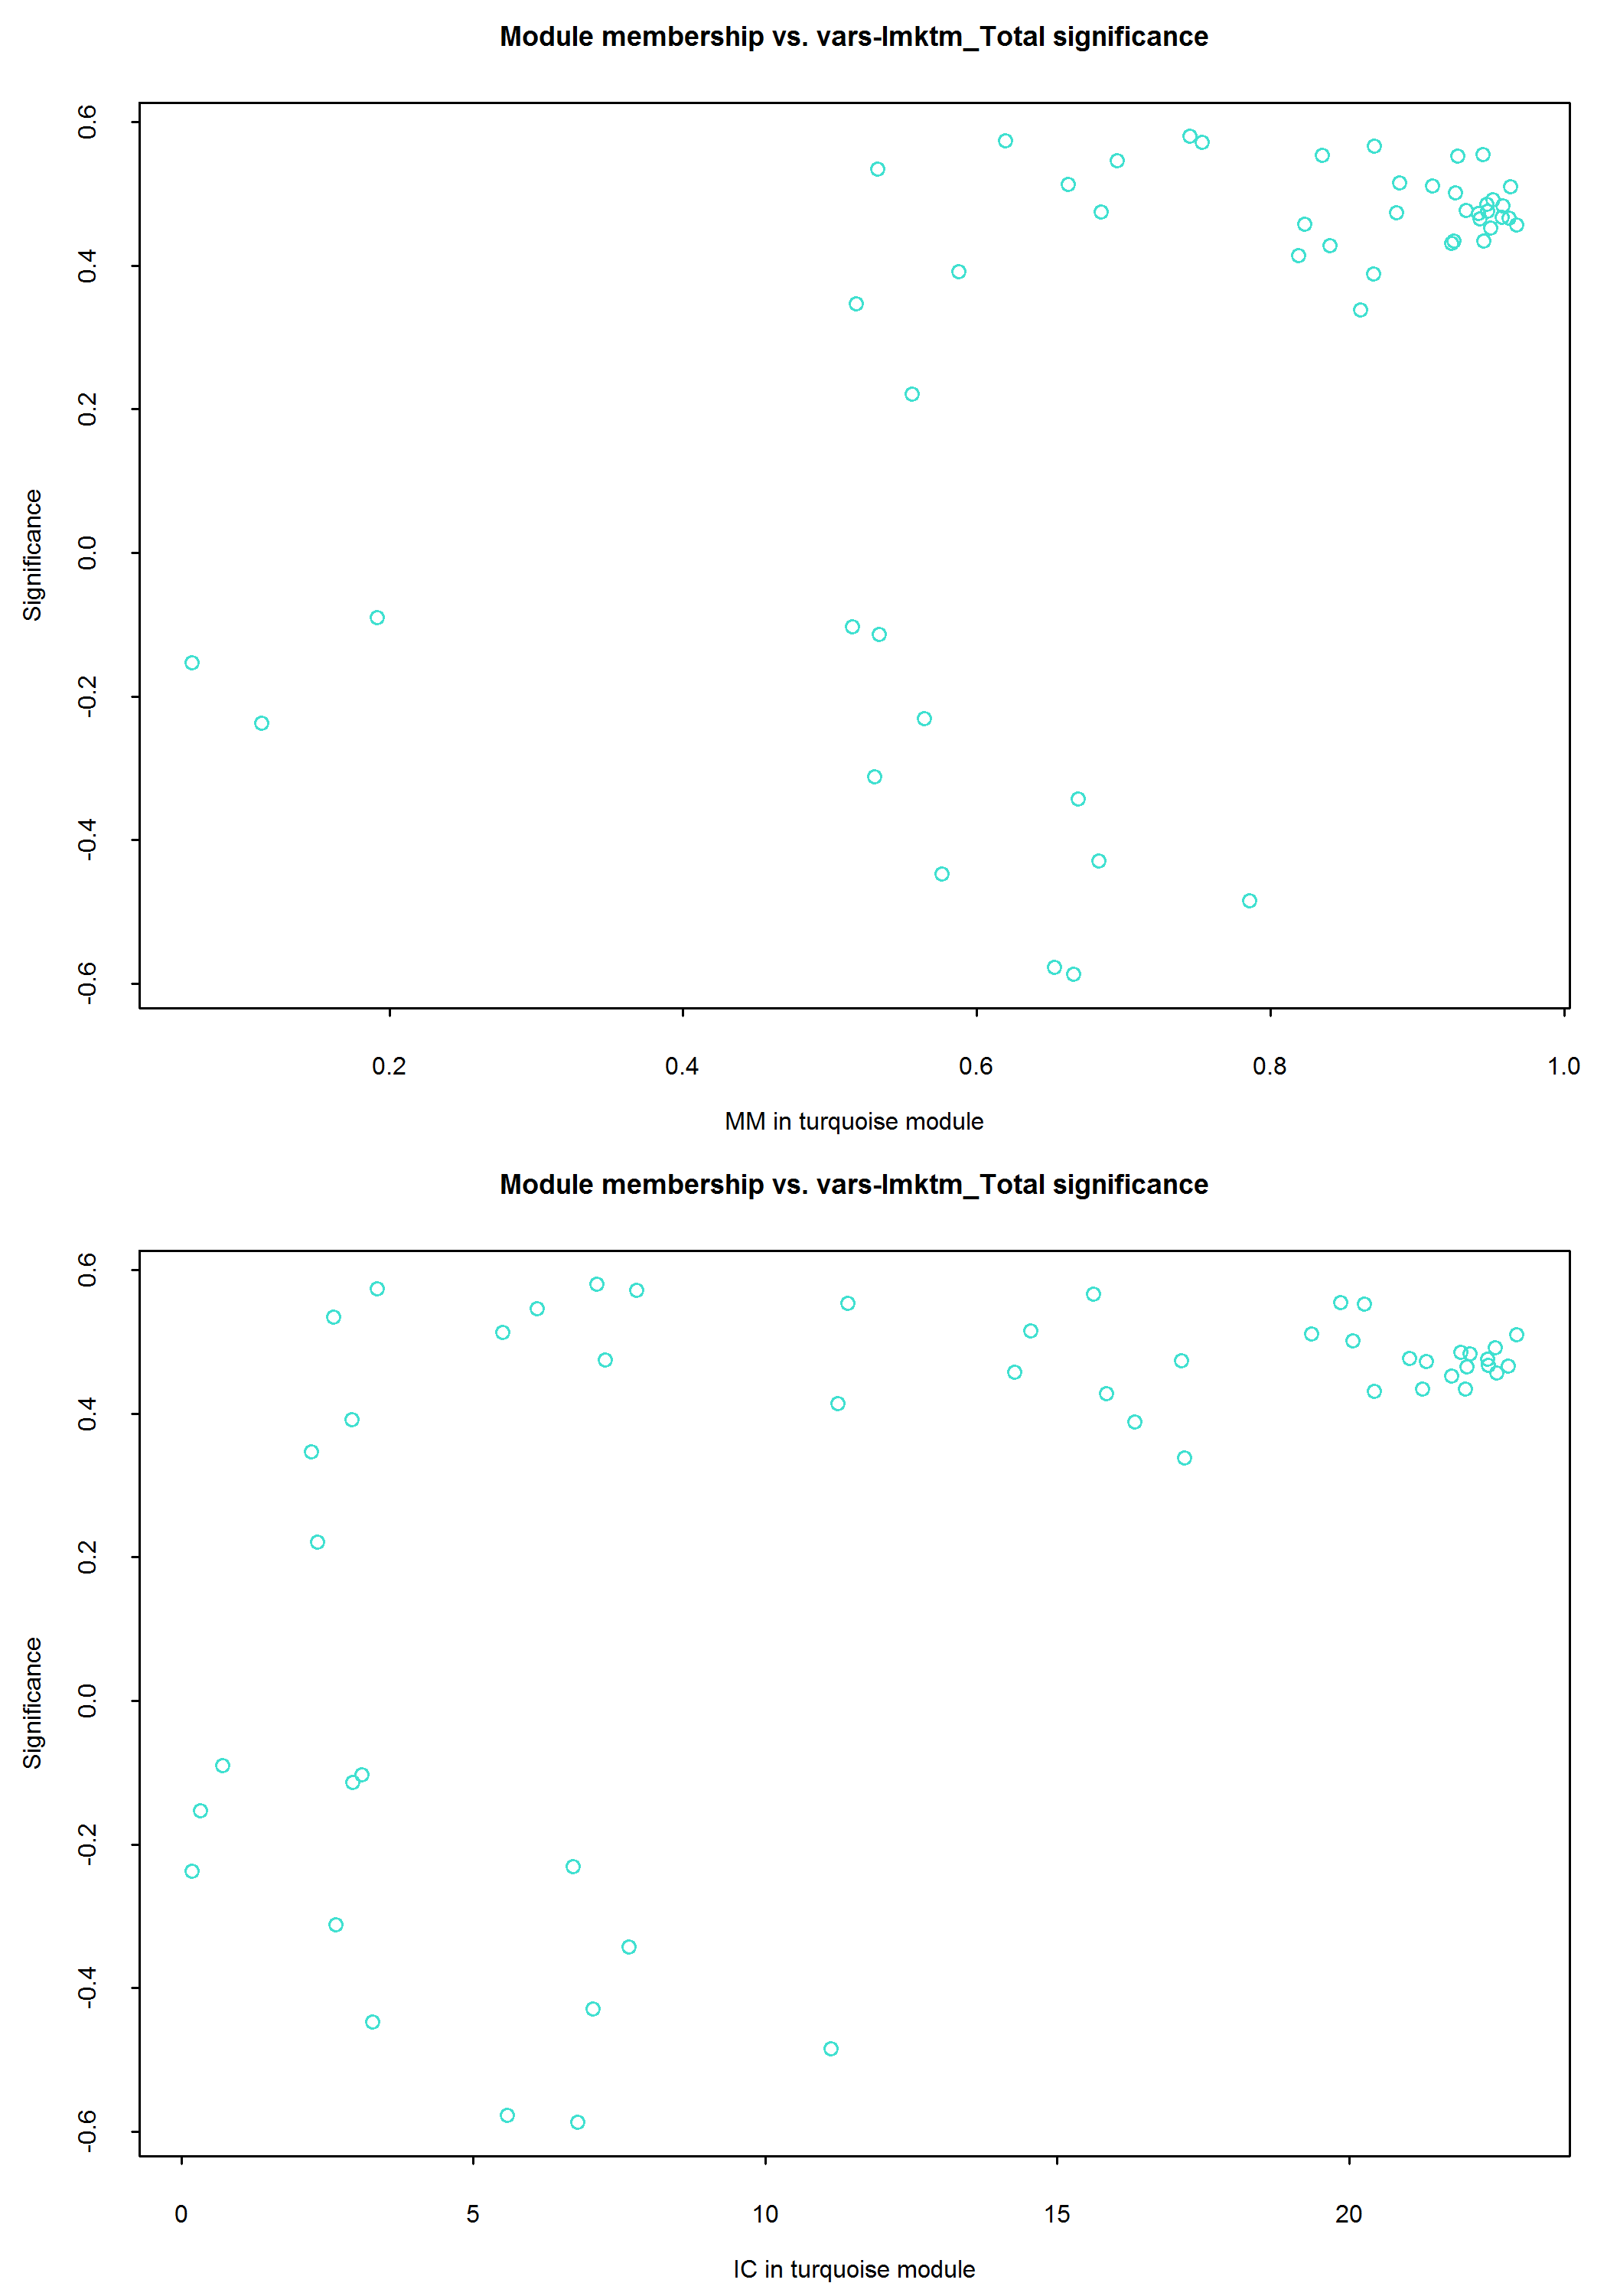 Module membership vs. vars-lmktm_Total significance
0.6
0.4
0.2
0.0
-0.2
-0.4
-0.6
Significance
0.2 0.4 0.6 0.8 1.0
MM in turquoise module
Module membership vs. vars-lmktm_Total significance
0.6
0.4
0.2
0.0
-0.2
-0.4
-0.6
Significance
0 5 10 15 20
IC in turquoise module